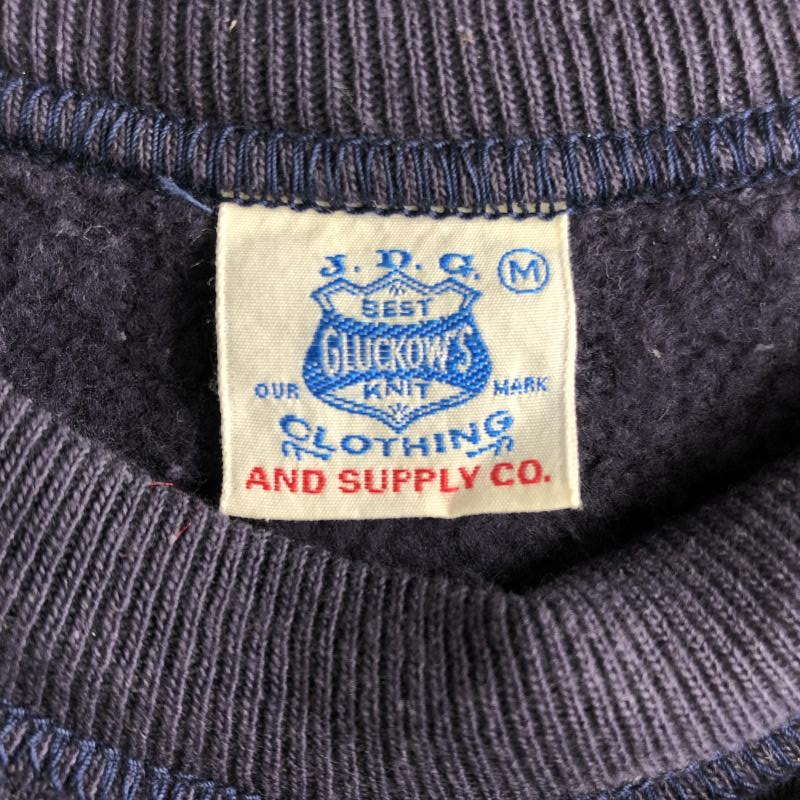 J.D.G. M
BEST
GLUCKOW'S
OUR KNIT MARK
CLOTHING
AND SUPPLY CO.